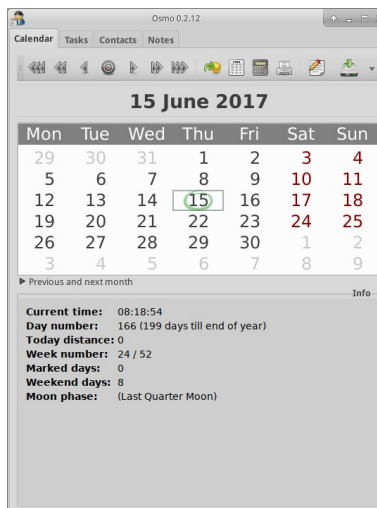 Osmo 0.2.12
Calendar Tasks Contacts Notes
15 June 2017
Mon Tue Wed Thu Fri Sat Sun
29 30 31 1 2 3 4
5 6 7 8 9 10 11
12 13 14 15 16 17 18
19 20 21 22 23 24 25
26 27 28 29 30 1 2
3 4 5 6 7 8 9
Previous and next month
Info
Current time: 08:18:54
Day number: 166 (199 days till end of year)
Today distance: 0
Week number: 24 / 52
Marked days: 0
Weekend days: 8
Moon phase: (Last Quarter Moon)